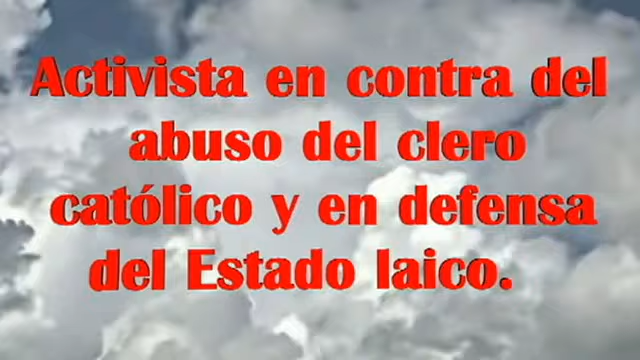 Activista en contra del
abuso del clero
católico y en defensa
del Estado laico.